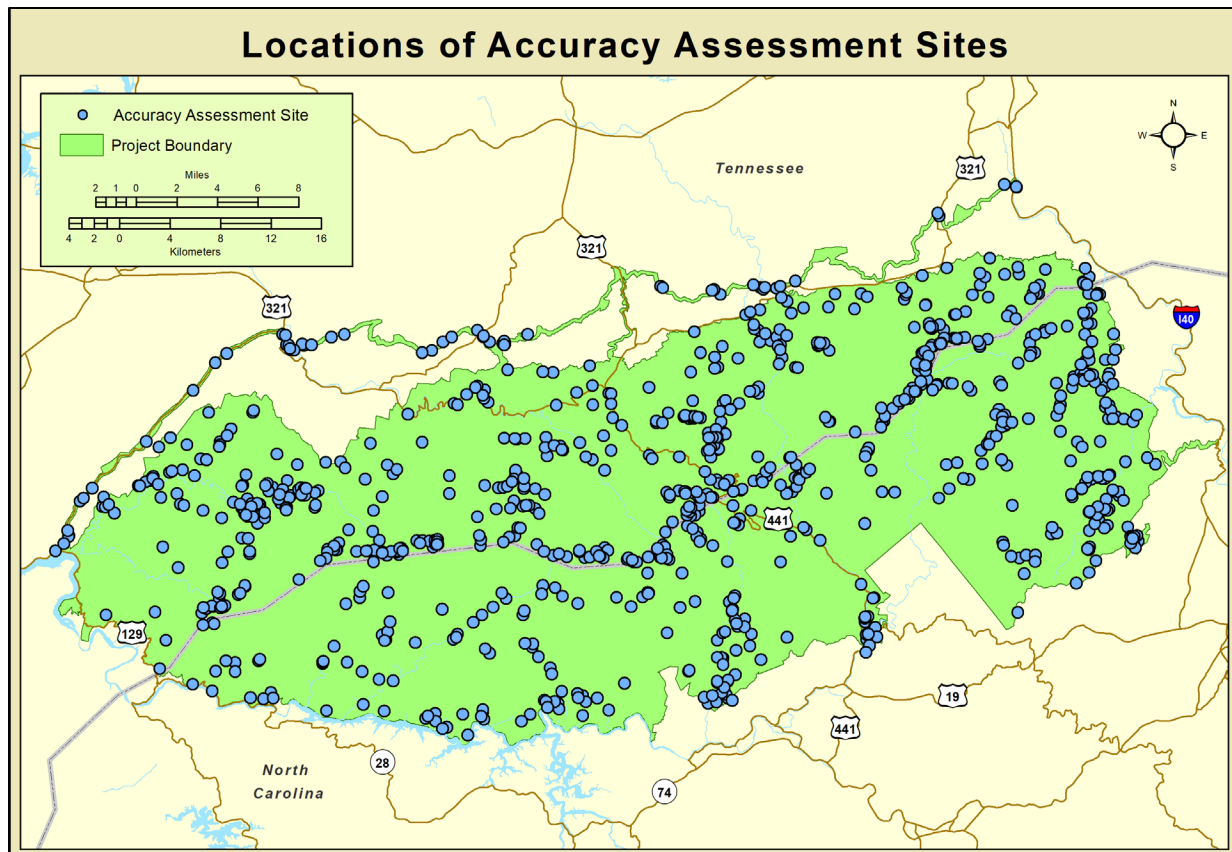 Locations of Accuracy Assessment Sites
Accuracy Assessment Site
Project Boundary
Miles
2 1 0 2 4 6 8
4 2 0 4 8 12 16
Kilometers
N
W E
S
Tennessee
321
321
321
I40
441
129
19
441
28
74
North
Carolina